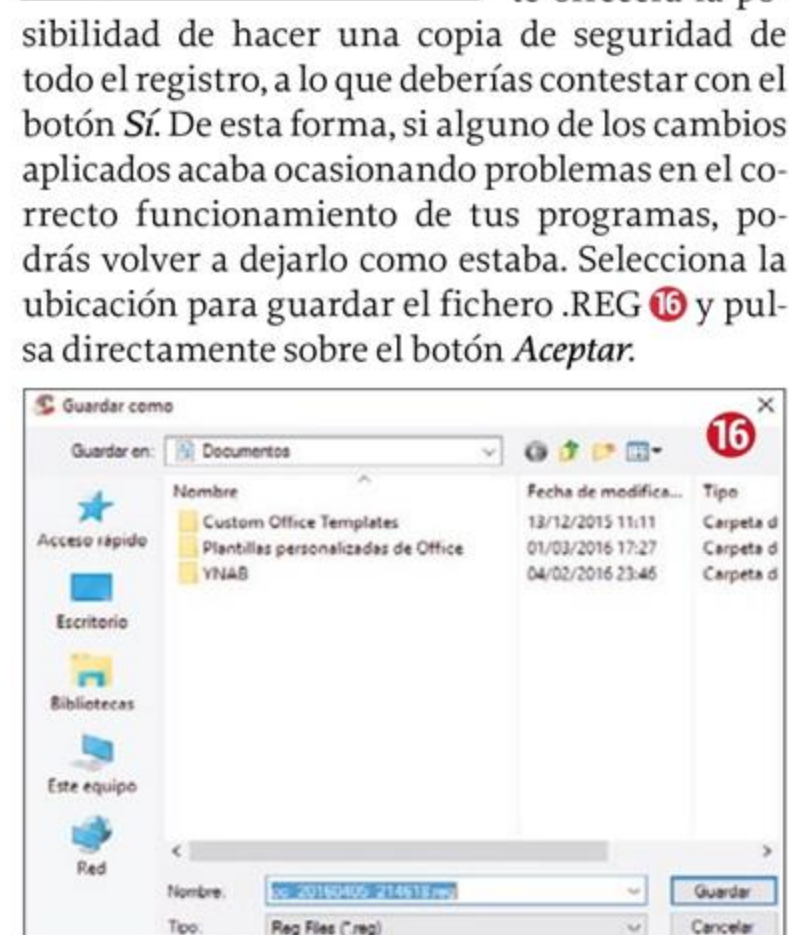 sibilidad de hacer una copia de seguridad de
todo el registro, a lo que deberías contestar con el
botón Sí. De esta forma, si alguno de los cambios
aplicados acaba ocasionando problemas en el co-
rrecto funcionamiento de tus programas, po-
drás volver a dejarlo como estaba. Selecciona la
ubicación para guardar el fichero .REG 16 y pul-
sa directamente sobre el botón Aceptar.
Guardar como
16
Guardar en: Documentos
Nombre Fecha de modifica... Tipo
Custom Office Templates 13/12/2015 11:11 Carpeta d
Plantillas personalizadas de Office 01/03/2016 17:27 Carpeta d
YNAB 04/02/2016 23:46 Carpeta d
Acceso rápido
Escritorio
Bibliotecas
Este equipo
Red
Nombre: cc_20160405_214618.reg Guardar
Tipo: Reg Files (*.reg) Cancelar